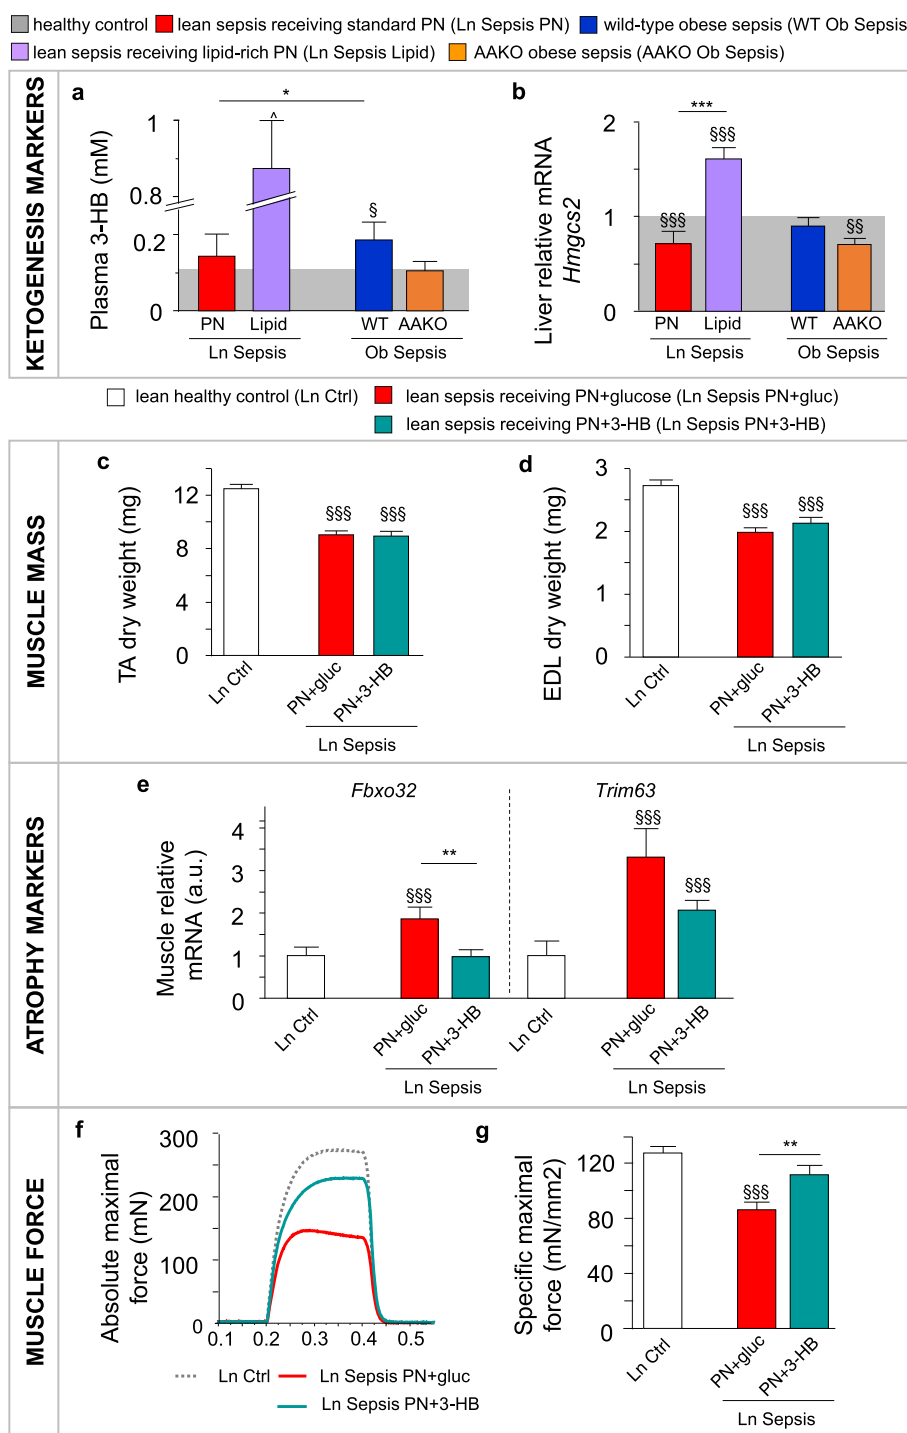 healthy control lean sepsis receiving standard PN (Ln Sepsis PN) wild-type obese sepsis (WT Ob Sepsis
lean sepsis receiving lipid-rich PN (Ln Sepsis Lipid) AAKO obese sepsis (AAKO Ob Sepsis)
KETOGENESIS MARKERS
a
Plasma 3-HB (mM)
1
0.8
0.2
0
*
^
§
PN Lipid WT AAKO
Ln Sepsis Ob Sepsis
b
Liver relative mRNA
Hmgcs2
2
1
0
***
§§§
§§§
§§
PN Lipid WT AAKO
Ln Sepsis Ob Sepsis
lean healthy control (Ln Ctrl) lean sepsis receiving PN+glucose (Ln Sepsis PN+gluc)
lean sepsis receiving PN+3-HB (Ln Sepsis PN+3-HB)
MUSCLE MASS
c
TA dry weight (mg)
12
8
4
0
§§§ §§§
Ln Ctrl PN+gluc PN+3-HB
Ln Sepsis
d
EDL dry weight (mg)
3
2
1
0
§§§ §§§
Ln Ctrl PN+gluc PN+3-HB
Ln Sepsis
ATROPHY MARKERS
e
Fbxo32 Trim63
Muscle relative
mRNA (a.u.)
4
3
2
1
0
**
§§§
§§§
§§§
Ln Ctrl PN+gluc PN+3-HB Ln Ctrl PN+gluc PN+3-HB
Ln Sepsis Ln Sepsis
MUSCLE FORCE
f
Absolute maximal
force (mN)
300
200
100
0
0.1 0.2 0.3 0.4 0.5
Ln Ctrl Ln Sepsis PN+gluc
Ln Sepsis PN+3-HB
g
Specific maximal
force (mN/mm2)
120
80
40
0
**
§§§
Ln Ctrl PN+gluc PN+3-HB
Ln Sepsis